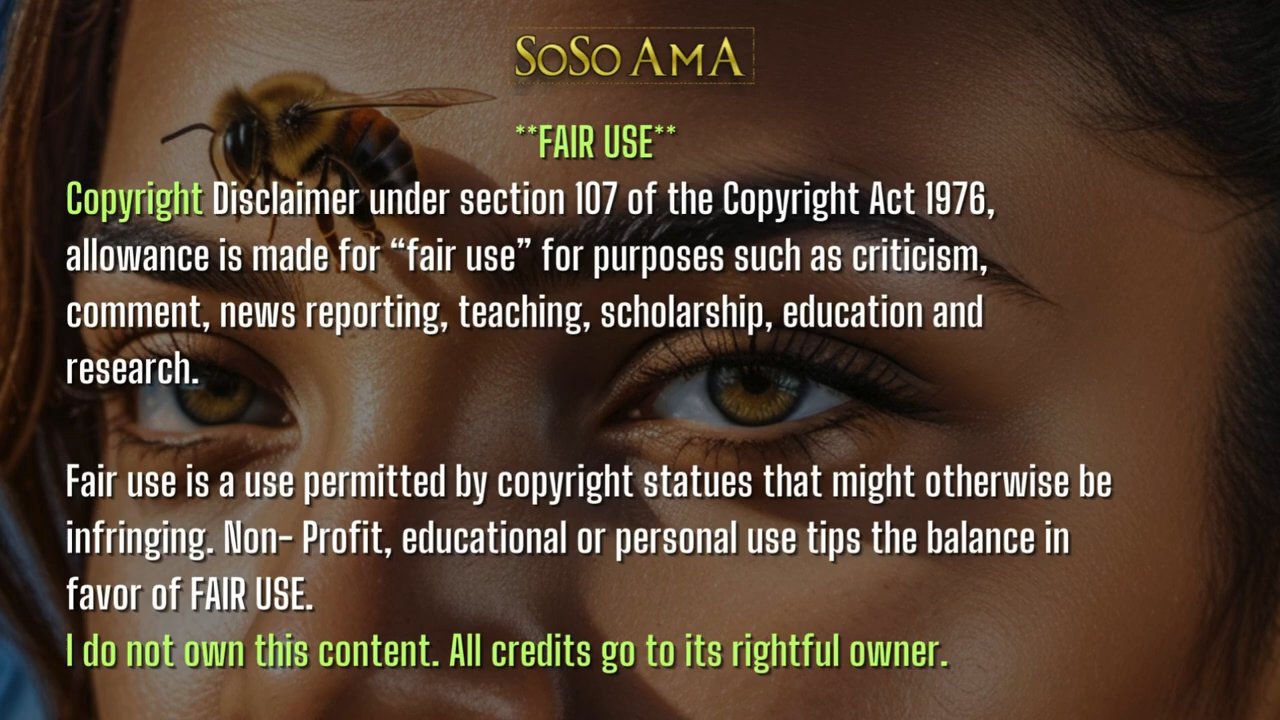 SoSo AmA
**FAIR USE**
Copyright Disclaimer under section 107 of the Copyright Act 1976,
allowance is made for “fair use” for purposes such as criticism,
comment, news reporting, teaching, scholarship, education and
research.
Fair use is a use permitted by copyright statues that might otherwise be
infringing. Non- Profit, educational or personal use tips the balance in
favor of FAIR USE.
I do not own this content. All credits go to its rightful owner.